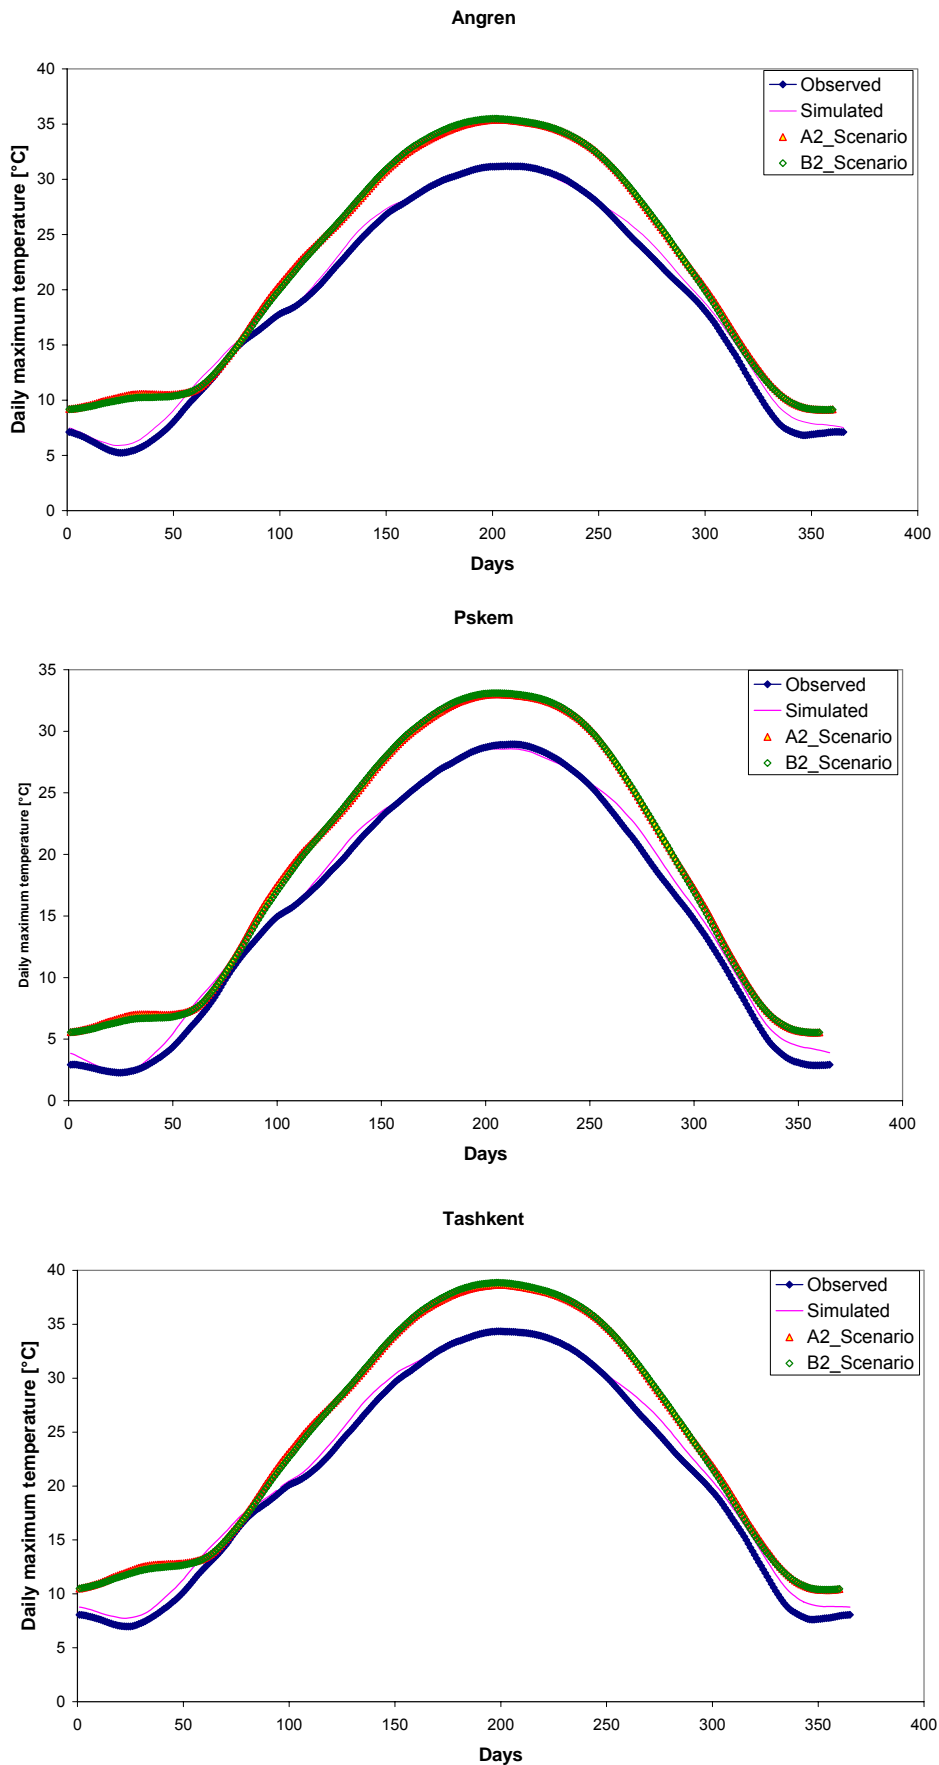 Angren
40
35
30
25
20
15
10
5
0
0 50 100 150 200 250 300 350 400
Daily maximum temperature [°C]
Days
Observed
Simulated
A2_Scenario
B2_Scenario
Pskem
35
30
25
20
15
10
5
0
0 50 100 150 200 250 300 350 400
Daily maximum temperature [°C]
Days
Observed
Simulated
A2_Scenario
B2_Scenario
Tashkent
40
35
30
25
20
15
10
5
0
0 50 100 150 200 250 300 350 400
Daily maximum temperature [°C]
Days
Observed
Simulated
A2_Scenario
B2_Scenario